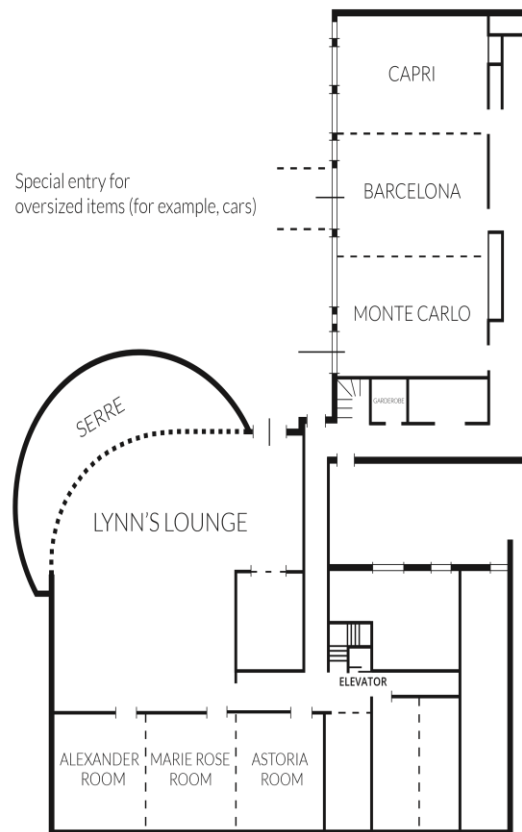 CAPRI
Special entry for
oversized items (for example, cars)
BARCELONA
MONTE CARLO
GARDEROBE
SERRE
LYNN'S LOUNGE
ELEVATOR
ALEXANDER
ROOM
MARIE ROSE
ROOM
ASTORIA
ROOM